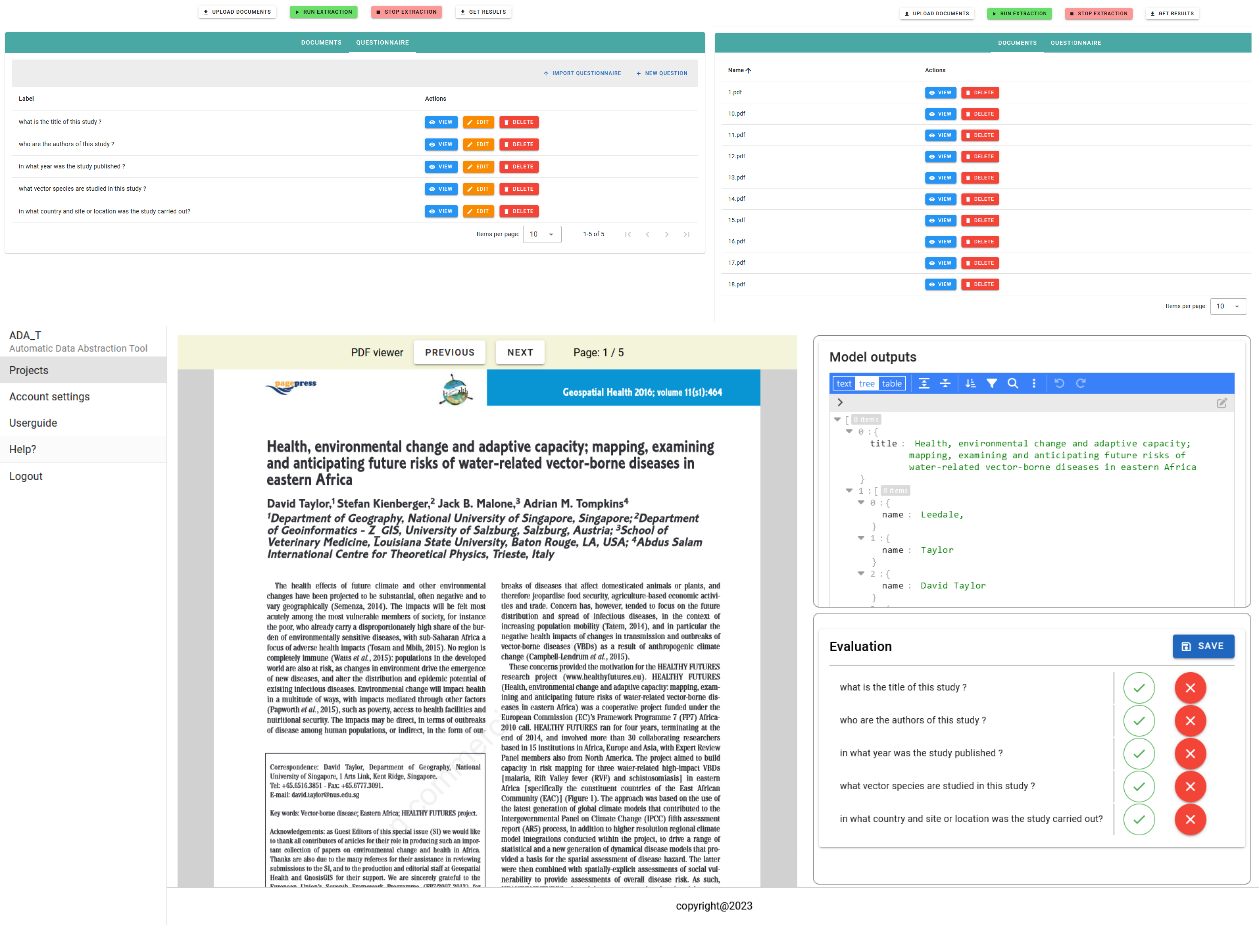 UPLOAD DOCUMENTS RUN EXTRACTION STOP EXTRACTION GET RESULTS
DOCUMENTS QUESTIONNAIRE
IMPORT QUESTIONNAIRE NEW QUESTION
Label Actions
what is the title of this study ? VIEW EDIT DELETE
who are the authors of this study ? VIEW EDIT DELETE
in what year was the study published ? VIEW EDIT DELETE
what vector species are studied in this study ? VIEW EDIT DELETE
In what country and site or location was the study carried out? VIEW EDIT DELETE
Items per page: 10 1-5 of 5
UPLOAD DOCUMENTS RUN EXTRACTION STOP EXTRACTION GET RESULTS
DOCUMENTS QUESTIONNAIRE
Name Actions
1.pdf VIEW DELETE
10.pdf VIEW DELETE
11.pdf VIEW DELETE
12.pdf VIEW DELETE
13.pdf VIEW DELETE
14.pdf VIEW DELETE
15.pdf VIEW DELETE
16.pdf VIEW DELETE
17.pdf VIEW DELETE
18.pdf VIEW DELETE
Items per page: 10
ADA_T
Automatic Data Abstraction Tool
Projects
Account settings
Userguide
Help?
Logout
PDF viewer PREVIOUS NEXT Page: 1 / 5
pagepress
Geospatial Health 2016; volume 11(s1):464
Health, environmental change and adaptive capacity; mapping, examining
and anticipating future risks of water-related vector-borne diseases in
eastern Africa
David Taylor,1 Stefan Kienberger,2 Jack B. Malone,3 Adrian M. Tompkins4
1Department of Geography, National University of Singapore, Singapore; 2Department
of Geoinformatics - Z_GIS, University of Salzburg, Salzburg, Austria; 3School of
Veterinary Medicine, Louisiana State University, Baton Rouge, LA, USA; 4Abdus Salam
International Centre for Theoretical Physics, Trieste, Italy
The health effects of future climate and other environmental
changes have been projected to be substantial, often negative and to
vary geographically (Semenza, 2014). The impacts will be felt most
acutely among the most vulnerable members of society, for instance
the poor, who already carry a disproportionately high share of the bur-
den of environmentally sensitive diseases, with sub-Saharan Africa a
focus of adverse health impacts (Tosam and Mbih, 2015). No region is
completely immune (Watts et al., 2015): populations in the developed
world are also at risk, as changes in environment drive the emergence
of new diseases, and alter the distribution and epidemic potential of
existing infectious diseases. Environmental change will impact health
in a multitude of ways, with impacts mediated through other factors
(Papworth et al., 2015), such as poverty, access to health facilities and
nutritional security. The impacts may be direct, in terms of outbreaks
of disease among human populations, or indirect, in the form of out-
Correspondence: David Taylor, Department of Geography, National
University of Singapore, 1 Arts Link, Kent Ridge, Singapore.
Tel: +65.6516.3851 - Fax: +65.6777.3091.
E-mail: david.taylor@nus.edu.sg
Key words: Vector-borne disease; Eastern Africa; HEALTHY FUTURES project.
Acknowledgements: as Guest Editors of this special issue (SI) we would like
to thank all contributors of articles for their role in producing such an impor-
tant collection of papers on environmental change and health in Africa.
Thanks are also due to the many referees for their assistance in reviewing
submissions to the SI, and to the production and editorial staff at Geospatial
Health and GnosisGIS for their support. We are sincerely grateful to the
breaks of diseases that affect domesticated animals or plants, and
therefore jeopardise food security, agriculture-based economic activi-
ties and trade. Concern has, however, tended to focus on the future
distribution and spread of infectious diseases, in the context of
increasing population mobility (Tatem, 2014), and in particular the
negative health impacts of changes in transmission and outbreaks of
vector-borne diseases (VBDs) as a result of anthropogenic climate
change (Campbell-Lendrum et al., 2015).
These concerns provided the motivation for the HEALTHY FUTURES
research project (www.healthyfutures.eu). HEALTHY FUTURES
(Health, environmental change and adaptive capacity: mapping, exam-
ining and anticipating future risks of water-related vector-borne dis-
eases in eastern Africa) was a cooperative project funded under the
European Commission (EC)'s Framework Programme 7 (FP7) Africa-
2010 call. HEALTHY FUTURES ran for four years, terminating at the
end of 2014, and involved more than 30 collaborating researchers
based in 15 institutions in Africa, Europe and Asia, with Expert Review
Panel members also from North America. The project aimed to build
capacity in risk mapping for three water-related high-impact VBDs
[malaria, Rift Valley fever (RVF) and schistosomiasis] in eastern
Africa [specifically the constituent countries of the East African
Community (EAC)] (Figure 1). The approach was based on the use of
the latest generation of global climate models that contributed to the
Intergovernmental Panel on Climate Change (IPCC) fifth assessment
report (AR5) process, in addition to higher resolution regional climate
model integrations conducted within the project, to drive a range of
statistical and a new generation of dynamical disease models that pro-
vided a basis for the spatial assessment of disease hazard. The latter
were then combined with spatially-explicit assessments of social vul-
nerability to provide assessments of overall disease risk. As such,
Model outputs
text tree table
[ 0 items
0 : {
title : Health, environmental change and adaptive capacity;
mapping, examining and anticipating future risks of
water-related vector-borne diseases in eastern Africa
}
1 : [ 0 items
0 : {
name : Leedale,
}
1 : {
name : Taylor
}
2 : {
name : David Taylor
}
Evaluation SAVE
what is the title of this study ?
who are the authors of this study ?
in what year was the study published ?
what vector species are studied in this study ?
in what country and site or location was the study carried out?
copyright@2023